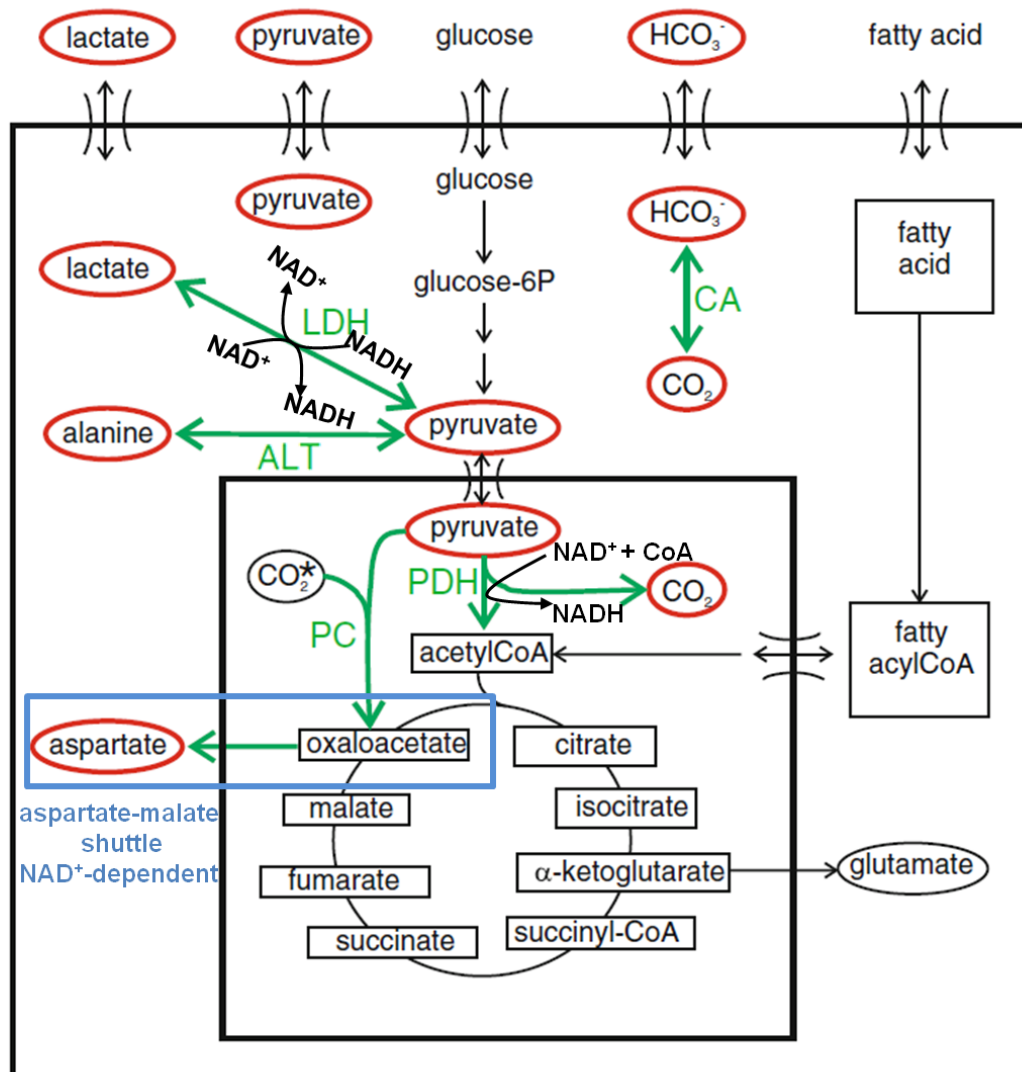 lactate
pyruvate
glucose
HCO₃⁻
fatty acid
pyruvate
glucose
HCO₃⁻
fatty
acid
lactate
NAD⁺
glucose-6P
LDH
CA
NAD⁺
NADH
NADH
CO₂
alanine
ALT
pyruvate
pyruvate
CO₂*
PDH
NAD⁺ + CoA
NADH
CO₂
PC
acetylCoA
fatty
acylCoA
aspartate
oxaloacetate
citrate
aspartate-malate
shuttle
NAD⁺-dependent
malate
isocitrate
fumarate
α-ketoglutarate
glutamate
succinate
succinyl-CoA